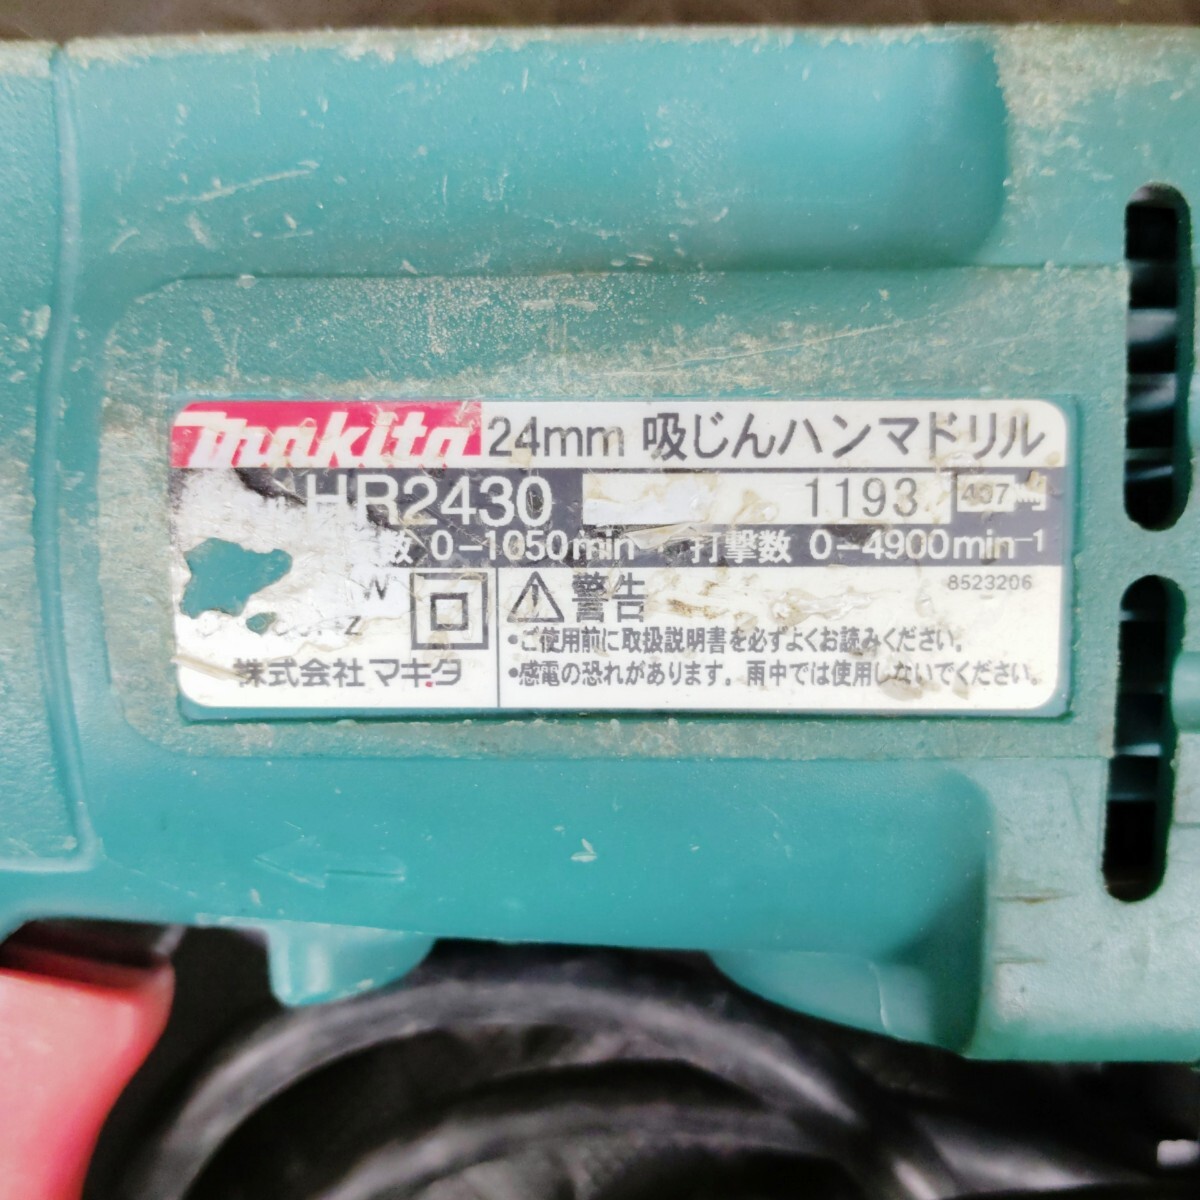 makita 24mm 吸じんハンマドリル
HR2430 1193
数 0-1050min 打撃数 0-4900min-1
W
警告 8523206
Z
•ご使用前に取扱説明書を必ずよくお読みください。
株式会社マキタ
•感電の恐れがあります。雨中では使用しないでください。